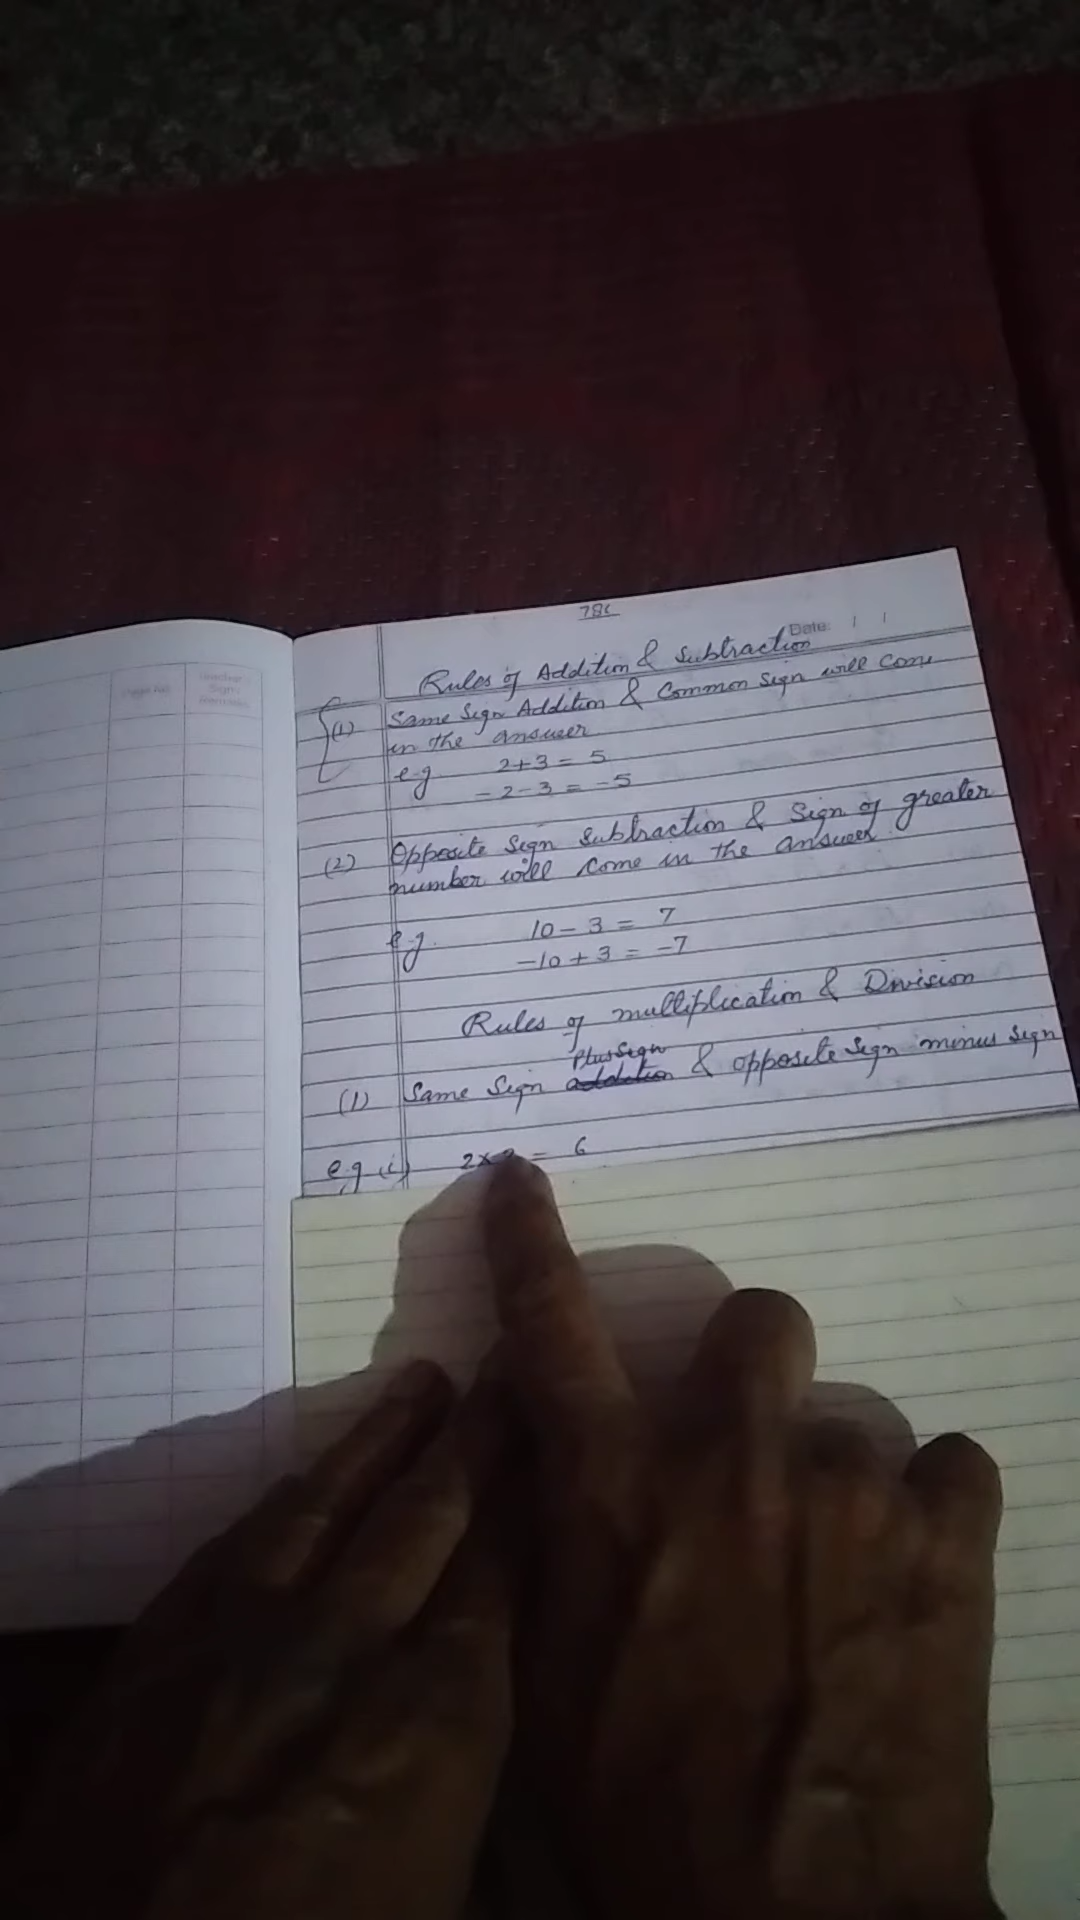 786
Date: / /
Rules of Addition & Subtraction
(1) Same Sign Addition & Common Sign will come
in the answer
e.g 2+3 = 5
-2-3 = -5
(2) Opposite Sign Subtraction & Sign of greater
number will come in the answer
e.g. 10-3 = 7
-10+3 = -7
Rules of multiplication & Division
Plus Sign
(1) Same Sign addition & opposite sign minus sign
e.g (i) 2x = 6